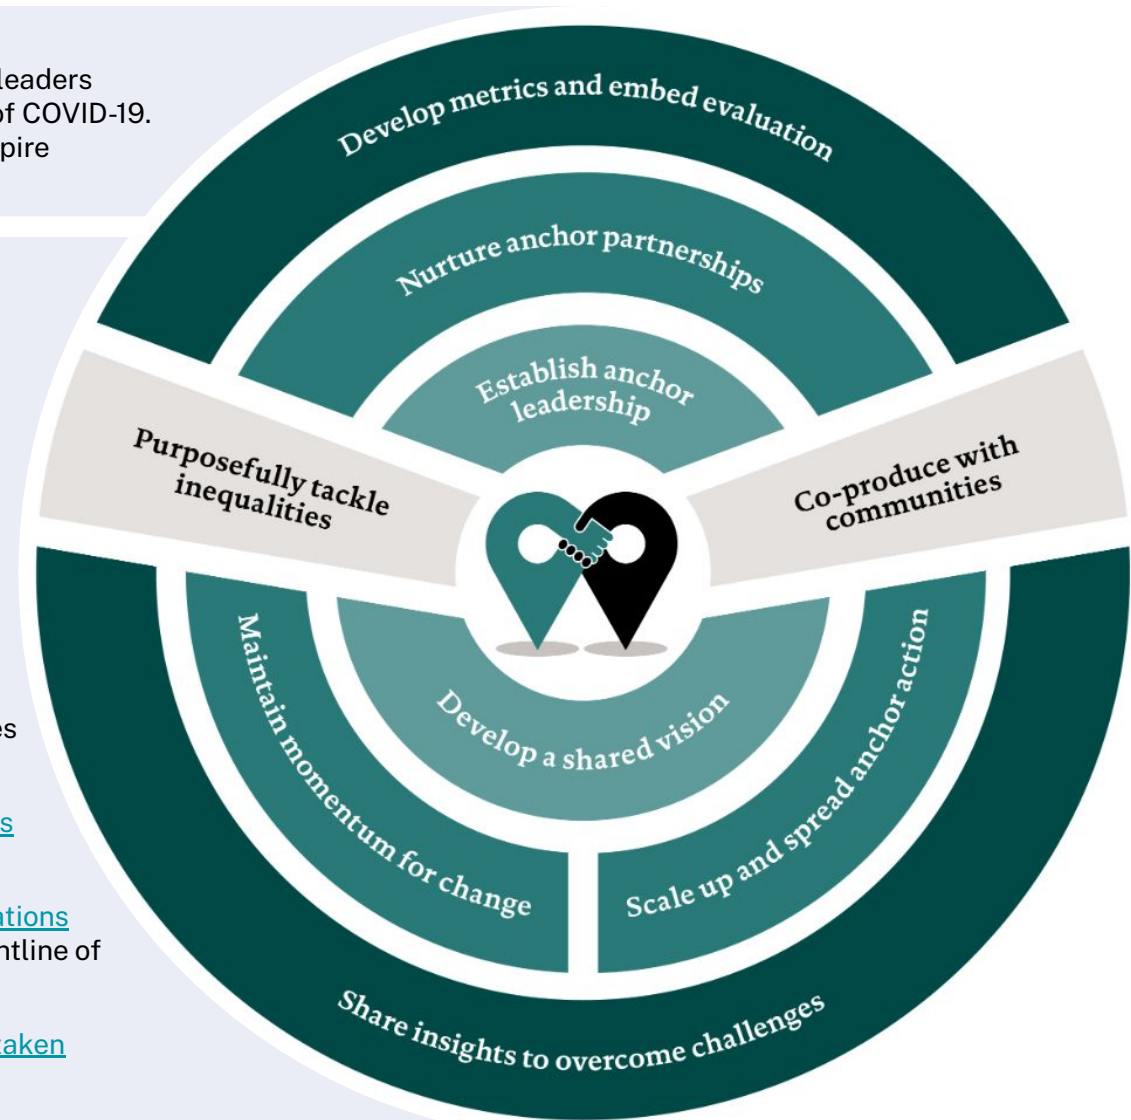 leaders
of COVID-19.
pire
es
s
ations
ntline of
taken
Develop metrics and embed evaluation
Nurture anchor partnerships
Establish anchor
leadership
Purposefully tackle
inequalities
Co-produce with
communities
Develop a shared vision
Maintain momentum for change
Scale up and spread anchor action
Share insights to overcome challenges